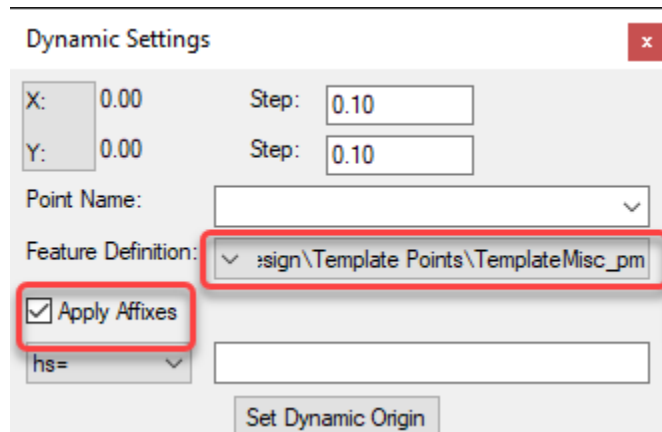 Dynamic Settings
x
X: 0.00 Step: 0.10
Y: 0.00 Step: 0.10
Point Name:
Feature Definition: esign\Template Points\TemplateMisc_pm
Apply Affixes
hs=
Set Dynamic Origin